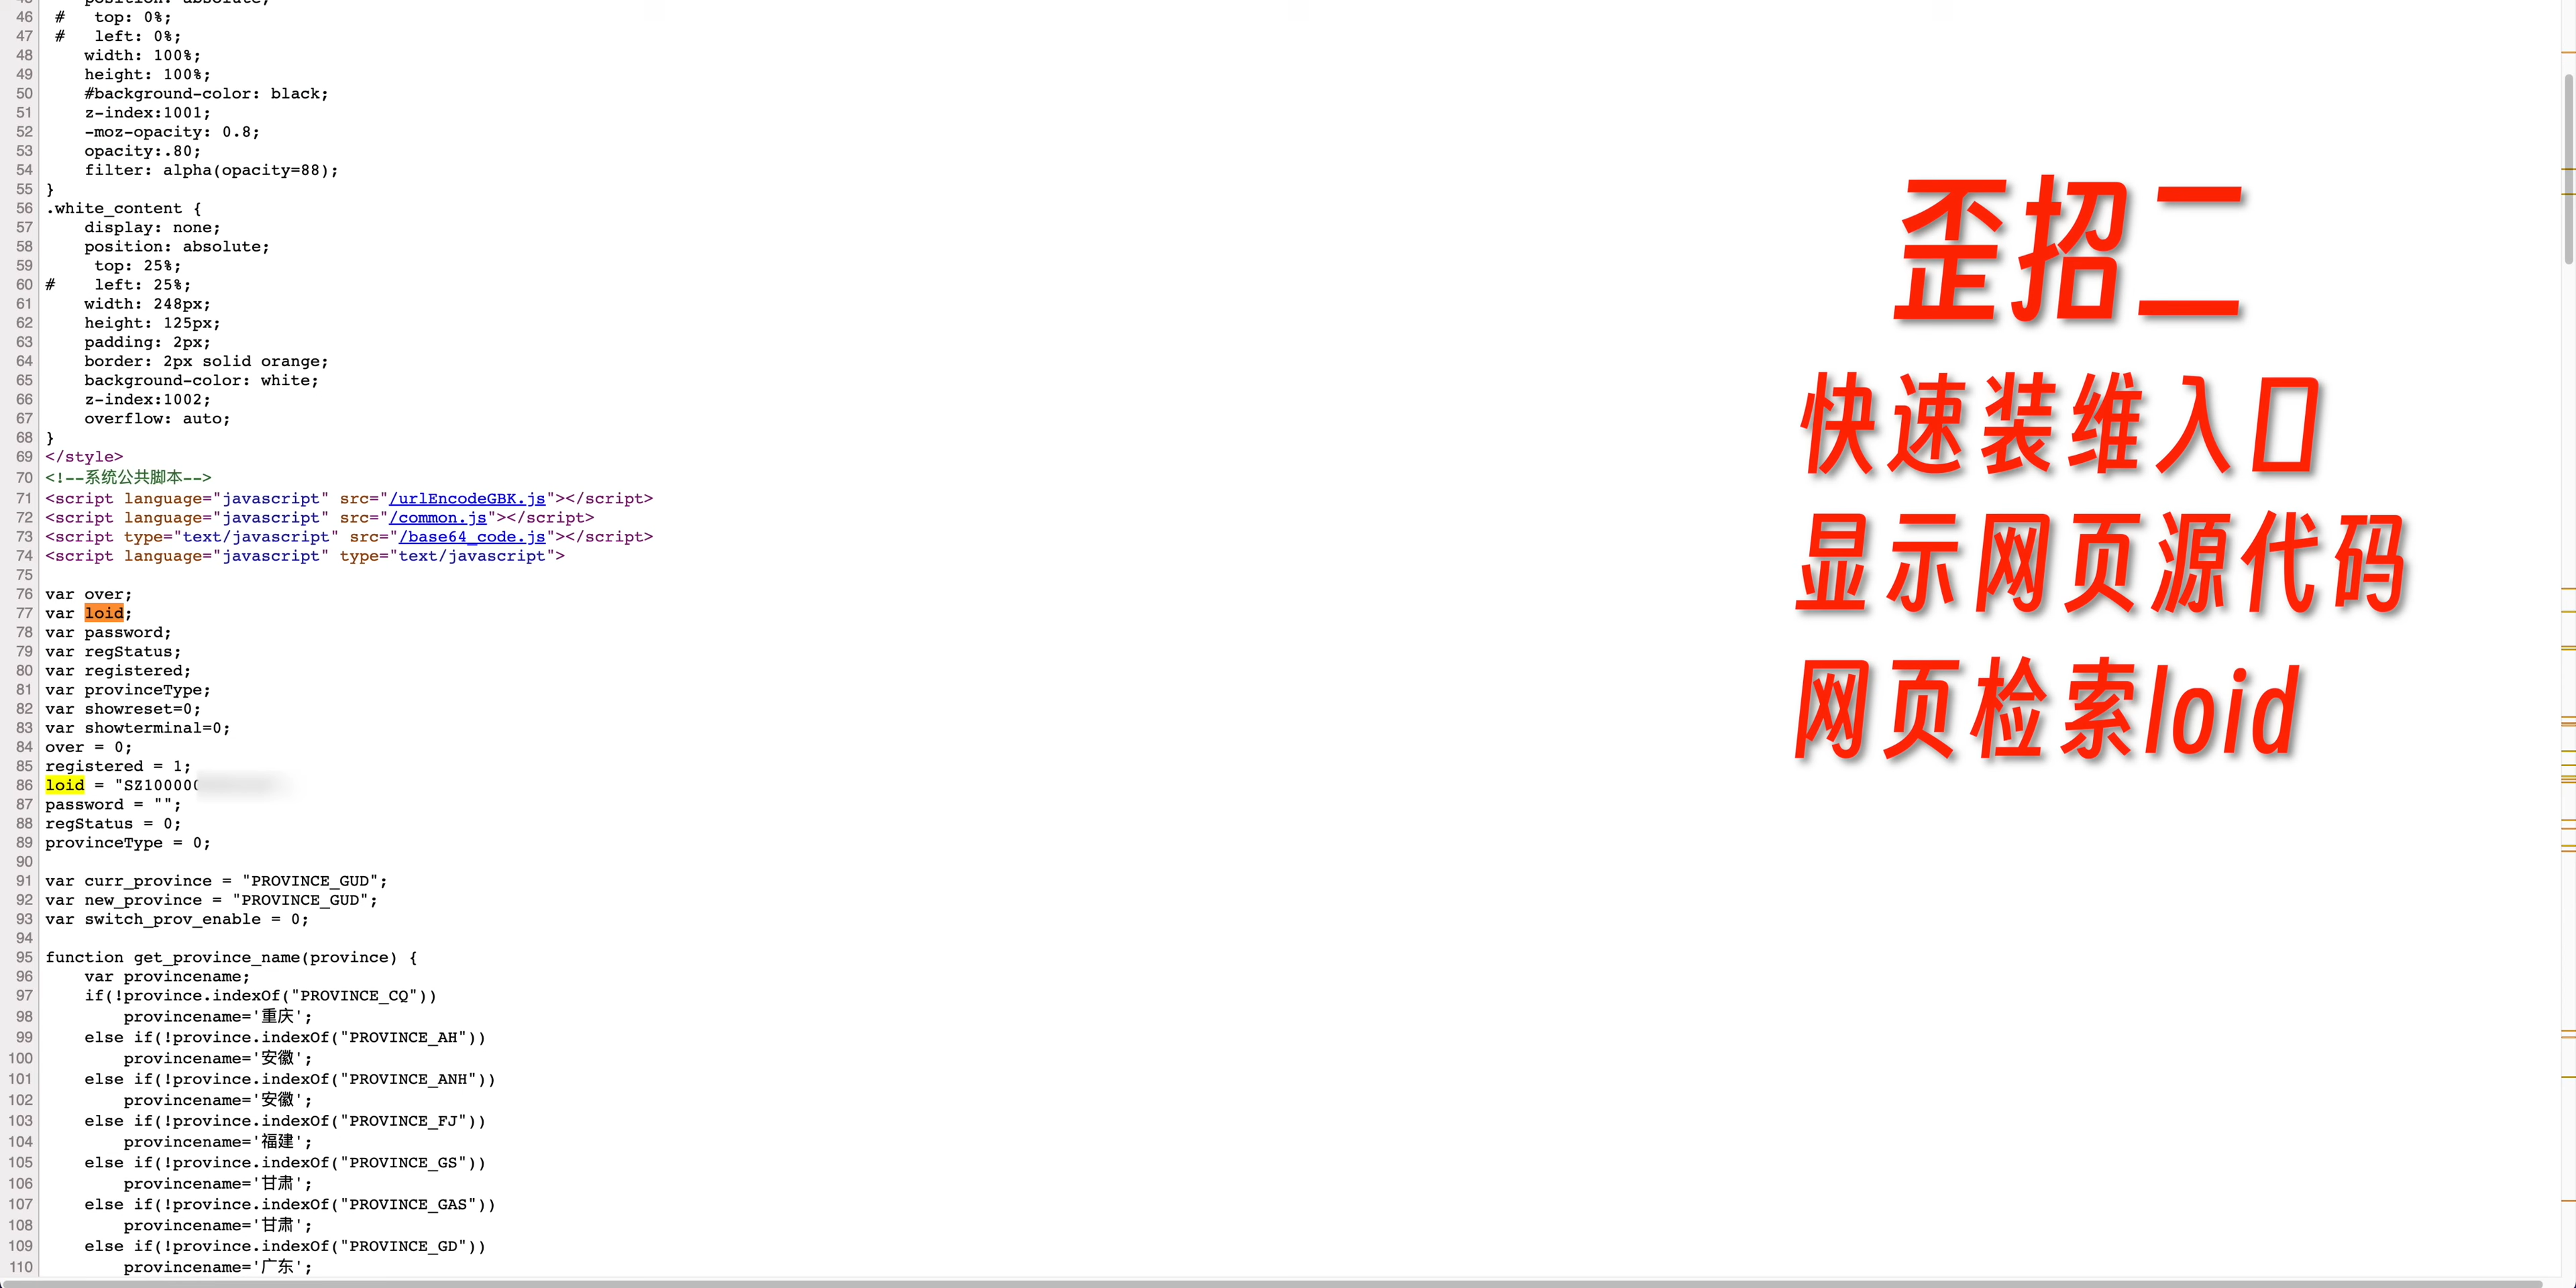 46 #   top: 0%;
47 #   left: 0%;
48 width: 100%;
49 height: 100%;
50 #background-color: black;
51 z-index:1001;
52 -moz-opacity: 0.8;
53 opacity:.80;
54 filter: alpha(opacity=88);
55 }
56 .white_content {
57 display: none;
58 position: absolute;
59 top: 25%;
60 #    left: 25%;
61 width: 248px;
62 height: 125px;
63 padding: 2px;
64 border: 2px solid orange;
65 background-color: white;
66 z-index:1002;
67 overflow: auto;
68 }
69 </style>
70 <!--系统公共脚本-->
71 <script language="javascript" src="/urlEncodeGBK.js"></script>
72 <script language="javascript" src="/common.js"></script>
73 <script type="text/javascript" src="/base64_code.js"></script>
74 <script language="javascript" type="text/javascript">
75
76 var over;
77 var loid;
78 var password;
79 var regStatus;
80 var registered;
81 var provinceType;
82 var showreset=0;
83 var showterminal=0;
84 over = 0;
85 registered = 1;
86 loid = "SZ10000
87 password = "";
88 regStatus = 0;
89 provinceType = 0;
90
91 var curr_province = "PROVINCE_GUD";
92 var new_province = "PROVINCE_GUD";
93 var switch_prov_enable = 0;
94
95 function get_province_name(province) {
96 var provincename;
97 if(!province.indexOf("PROVINCE_CQ"))
98 provincename='重庆';
99 else if(!province.indexOf("PROVINCE_AH"))
100 provincename='安徽';
101 else if(!province.indexOf("PROVINCE_ANH"))
102 provincename='安徽';
103 else if(!province.indexOf("PROVINCE_FJ"))
104 provincename='福建';
105 else if(!province.indexOf("PROVINCE_GS"))
106 provincename='甘肃';
107 else if(!province.indexOf("PROVINCE_GAS"))
108 provincename='甘肃';
109 else if(!province.indexOf("PROVINCE_GD"))
110 provincename='广东';
歪招二
快速装维入口
显示网页源代码
网页检索loid